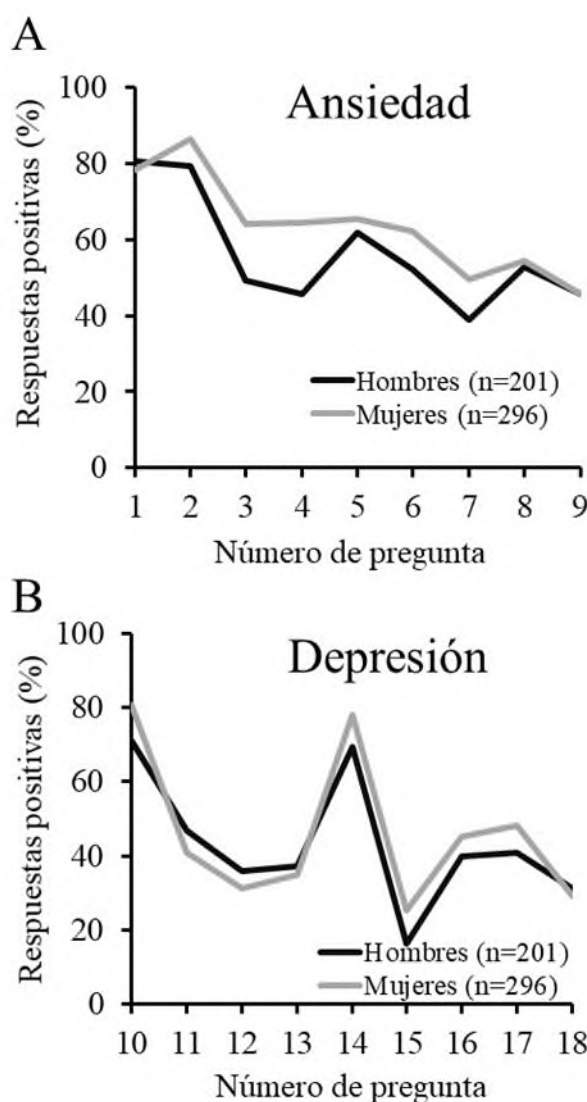 A
Ansiedad
Respuestas positivas (%)
100
80
60
40
20
0
Hombres (n=201)
Mujeres (n=296)
1 2 3 4 5 6 7 8 9
Número de pregunta
B
Depresión
Respuestas positivas (%)
100
80
60
40
20
0
Hombres (n=201)
Mujeres (n=296)
10 11 12 13 14 15 16 17 18
Número de pregunta